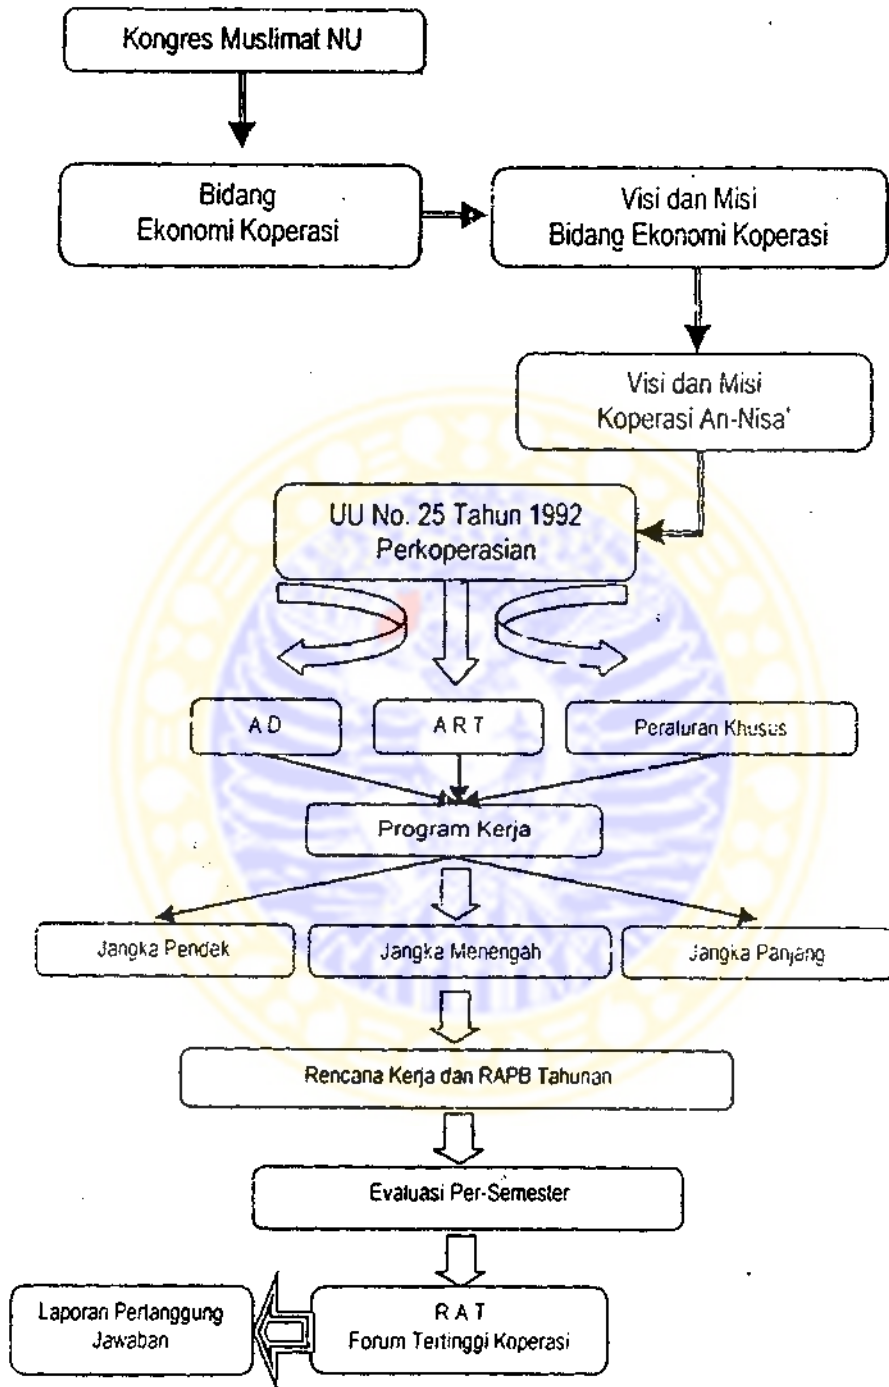 Kongres Muslimat NU
Bidang
Ekonomi Koperasi
Visi dan Misi
Bidang Ekonomi Koperasi
Visi dan Misi
Koperasi An-Nisa'
UU No. 25 Tahun 1992
Perkoperasian
A D
A R T
Peraturan Khusus
Program Kerja
Jangka Pendek
Jangka Menengah
Jangka Panjang
Rencana Kerja dan RAPB Tahunan
Evaluasi Per-Semester
R A T
Forum Tertinggi Koperasi
Laporan Pertanggung
Jawaban